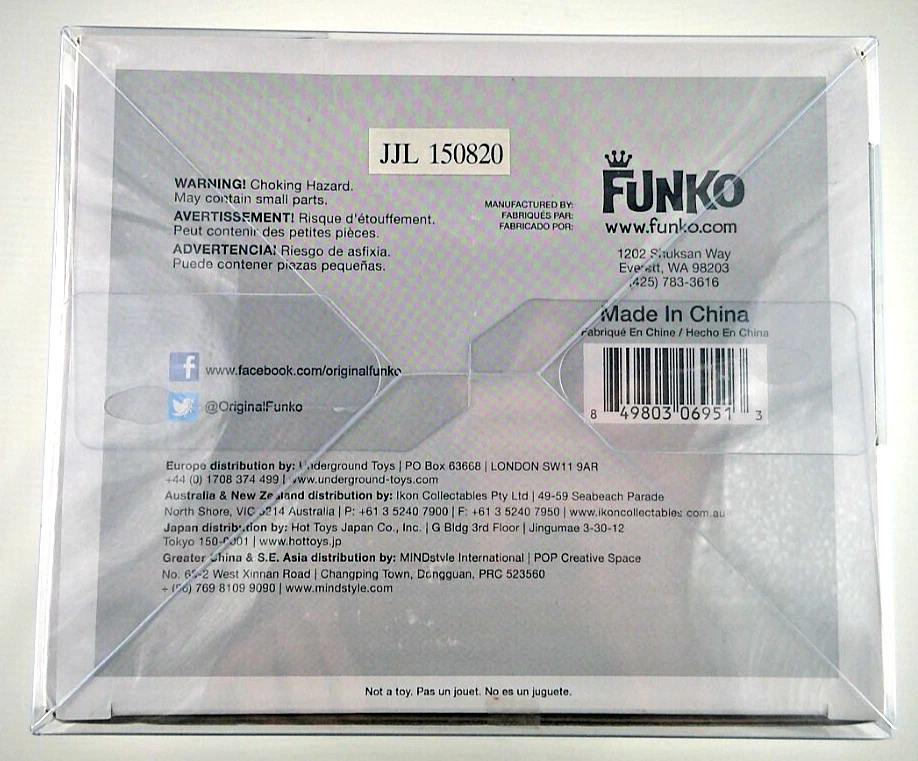 JJL 150820
WARNING! Choking Hazard.
May contain small parts.
AVERTISSEMENT! Risque d'étouffement.
Peut contenir des petites pièces.
ADVERTENCIA! Riesgo de asfixia.
Puede contener piezas pequeñas.
MANUFACTURED BY:
FABRIQUÉS PAR:
FABRICADO POR:
FUNKO
www.funko.com
1202 Shuksan Way
Everett, WA 98203
(425) 783-3616
Made In China
Fabriqué En Chine / Hecho En China
8 49803 06951 3
f www.facebook.com/originalfunko
@OriginalFunko
Europe distribution by: Underground Toys | PO Box 63668 | LONDON SW11 9AR
+44 (0) 1708 374 499 | www.underground-toys.com
Australia & New Zealand distribution by: Ikon Collectables Pty Ltd | 49-59 Seabeach Parade
North Shore, VIC 3214 Australia | P: +61 3 5240 7900 | F: +61 3 5240 7950 | www.ikoncollectables.com.au
Japan distribution by: Hot Toys Japan Co., Inc. | G Bldg 3rd Floor | Jingumae 3-30-12
Tokyo 150-0001 | www.hottoys.jp
Greater China & S.E. Asia distribution by: MINDstyle International | POP Creative Space
No. -2 West Xinnan Road | Changping Town, Dongguan, PRC 523560
+ (86) 769 8109 9090 | www.mindstyle.com
Not a toy. Pas un jouet. No es un juguete.